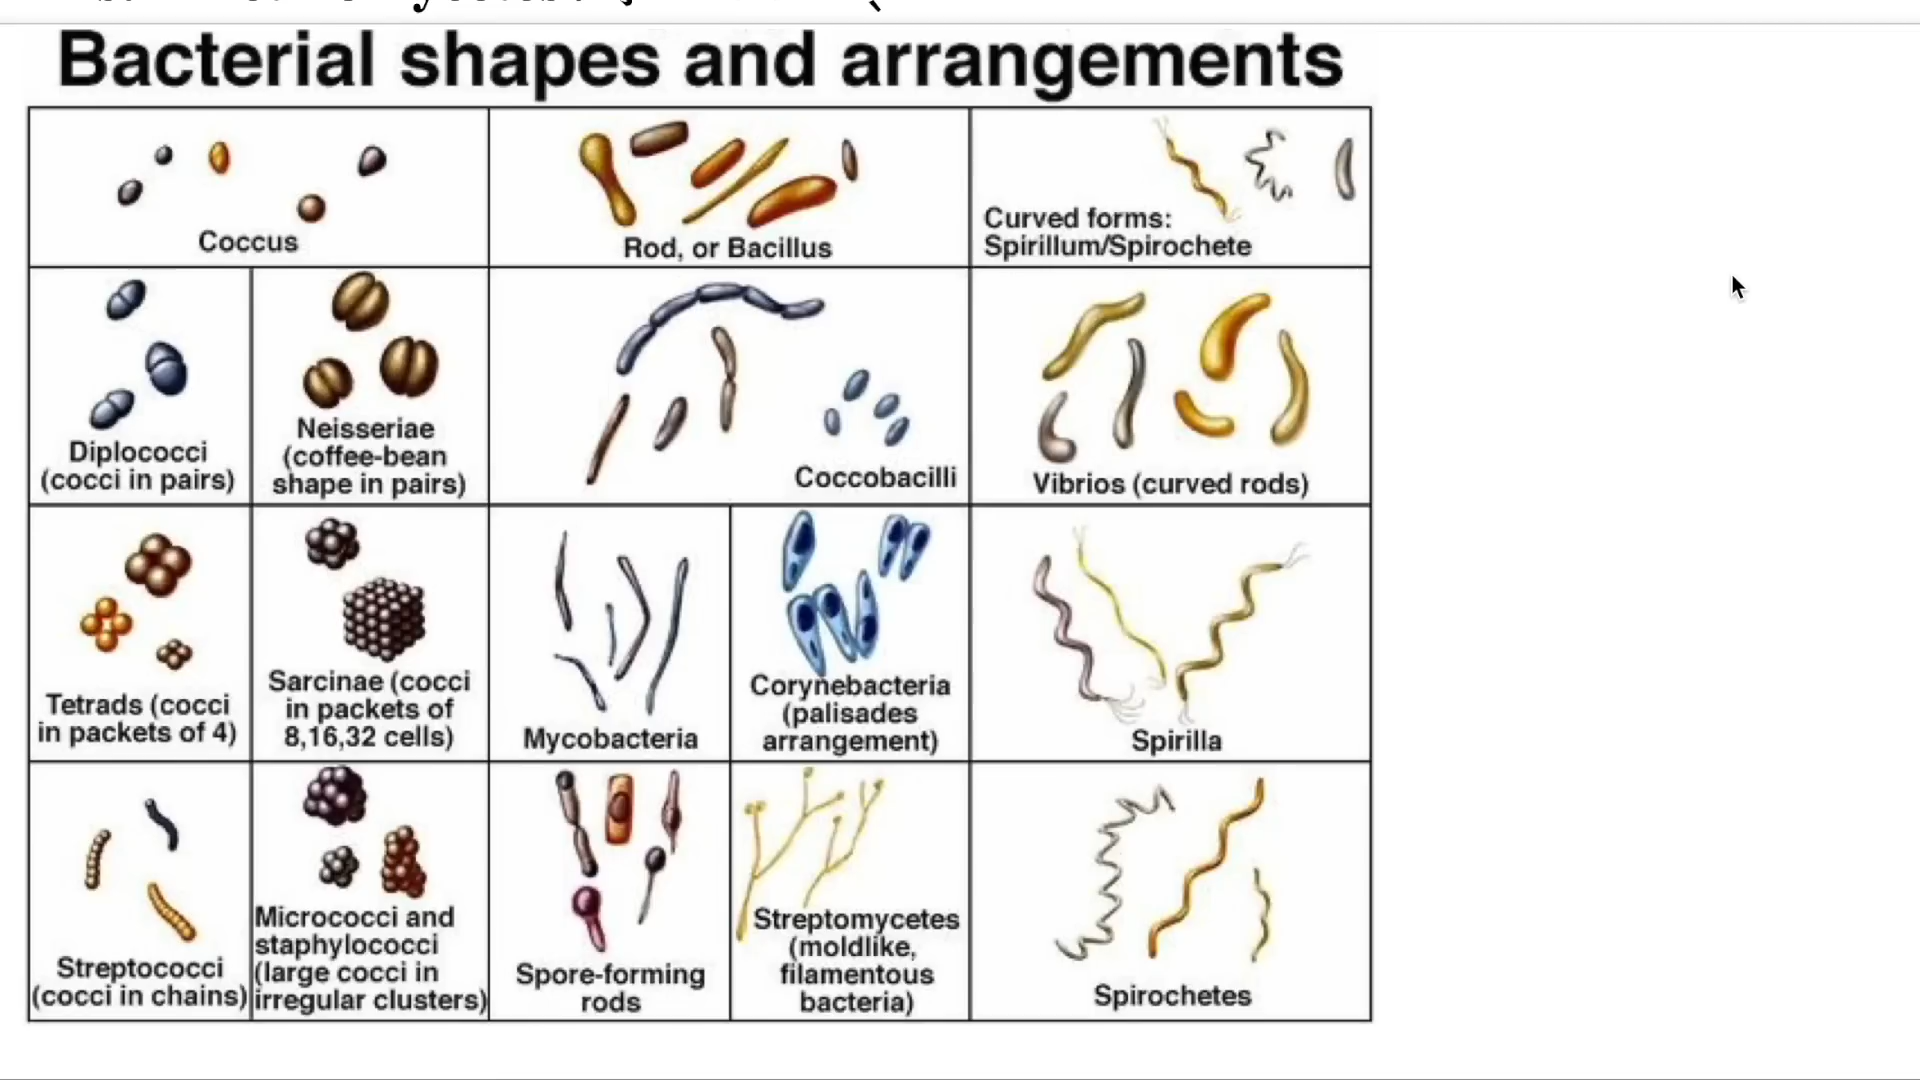 Bacterial shapes and arrangements
Coccus
Rod, or Bacillus
Curved forms:
Spirillum/Spirochete
Diplococci
(cocci in pairs)
Neisseriae
(coffee-bean
shape in pairs)
Coccobacilli
Vibrios (curved rods)
Tetrads (cocci
in packets of 4)
Sarcinae (cocci
in packets of
8,16,32 cells)
Mycobacteria
Corynebacteria
(palisades
arrangement)
Spirilla
Streptococci
(cocci in chains)
Micrococci and
staphylococci
(large cocci in
irregular clusters)
Spore-forming
rods
Streptomycetes
(moldlike,
filamentous
bacteria)
Spirochetes